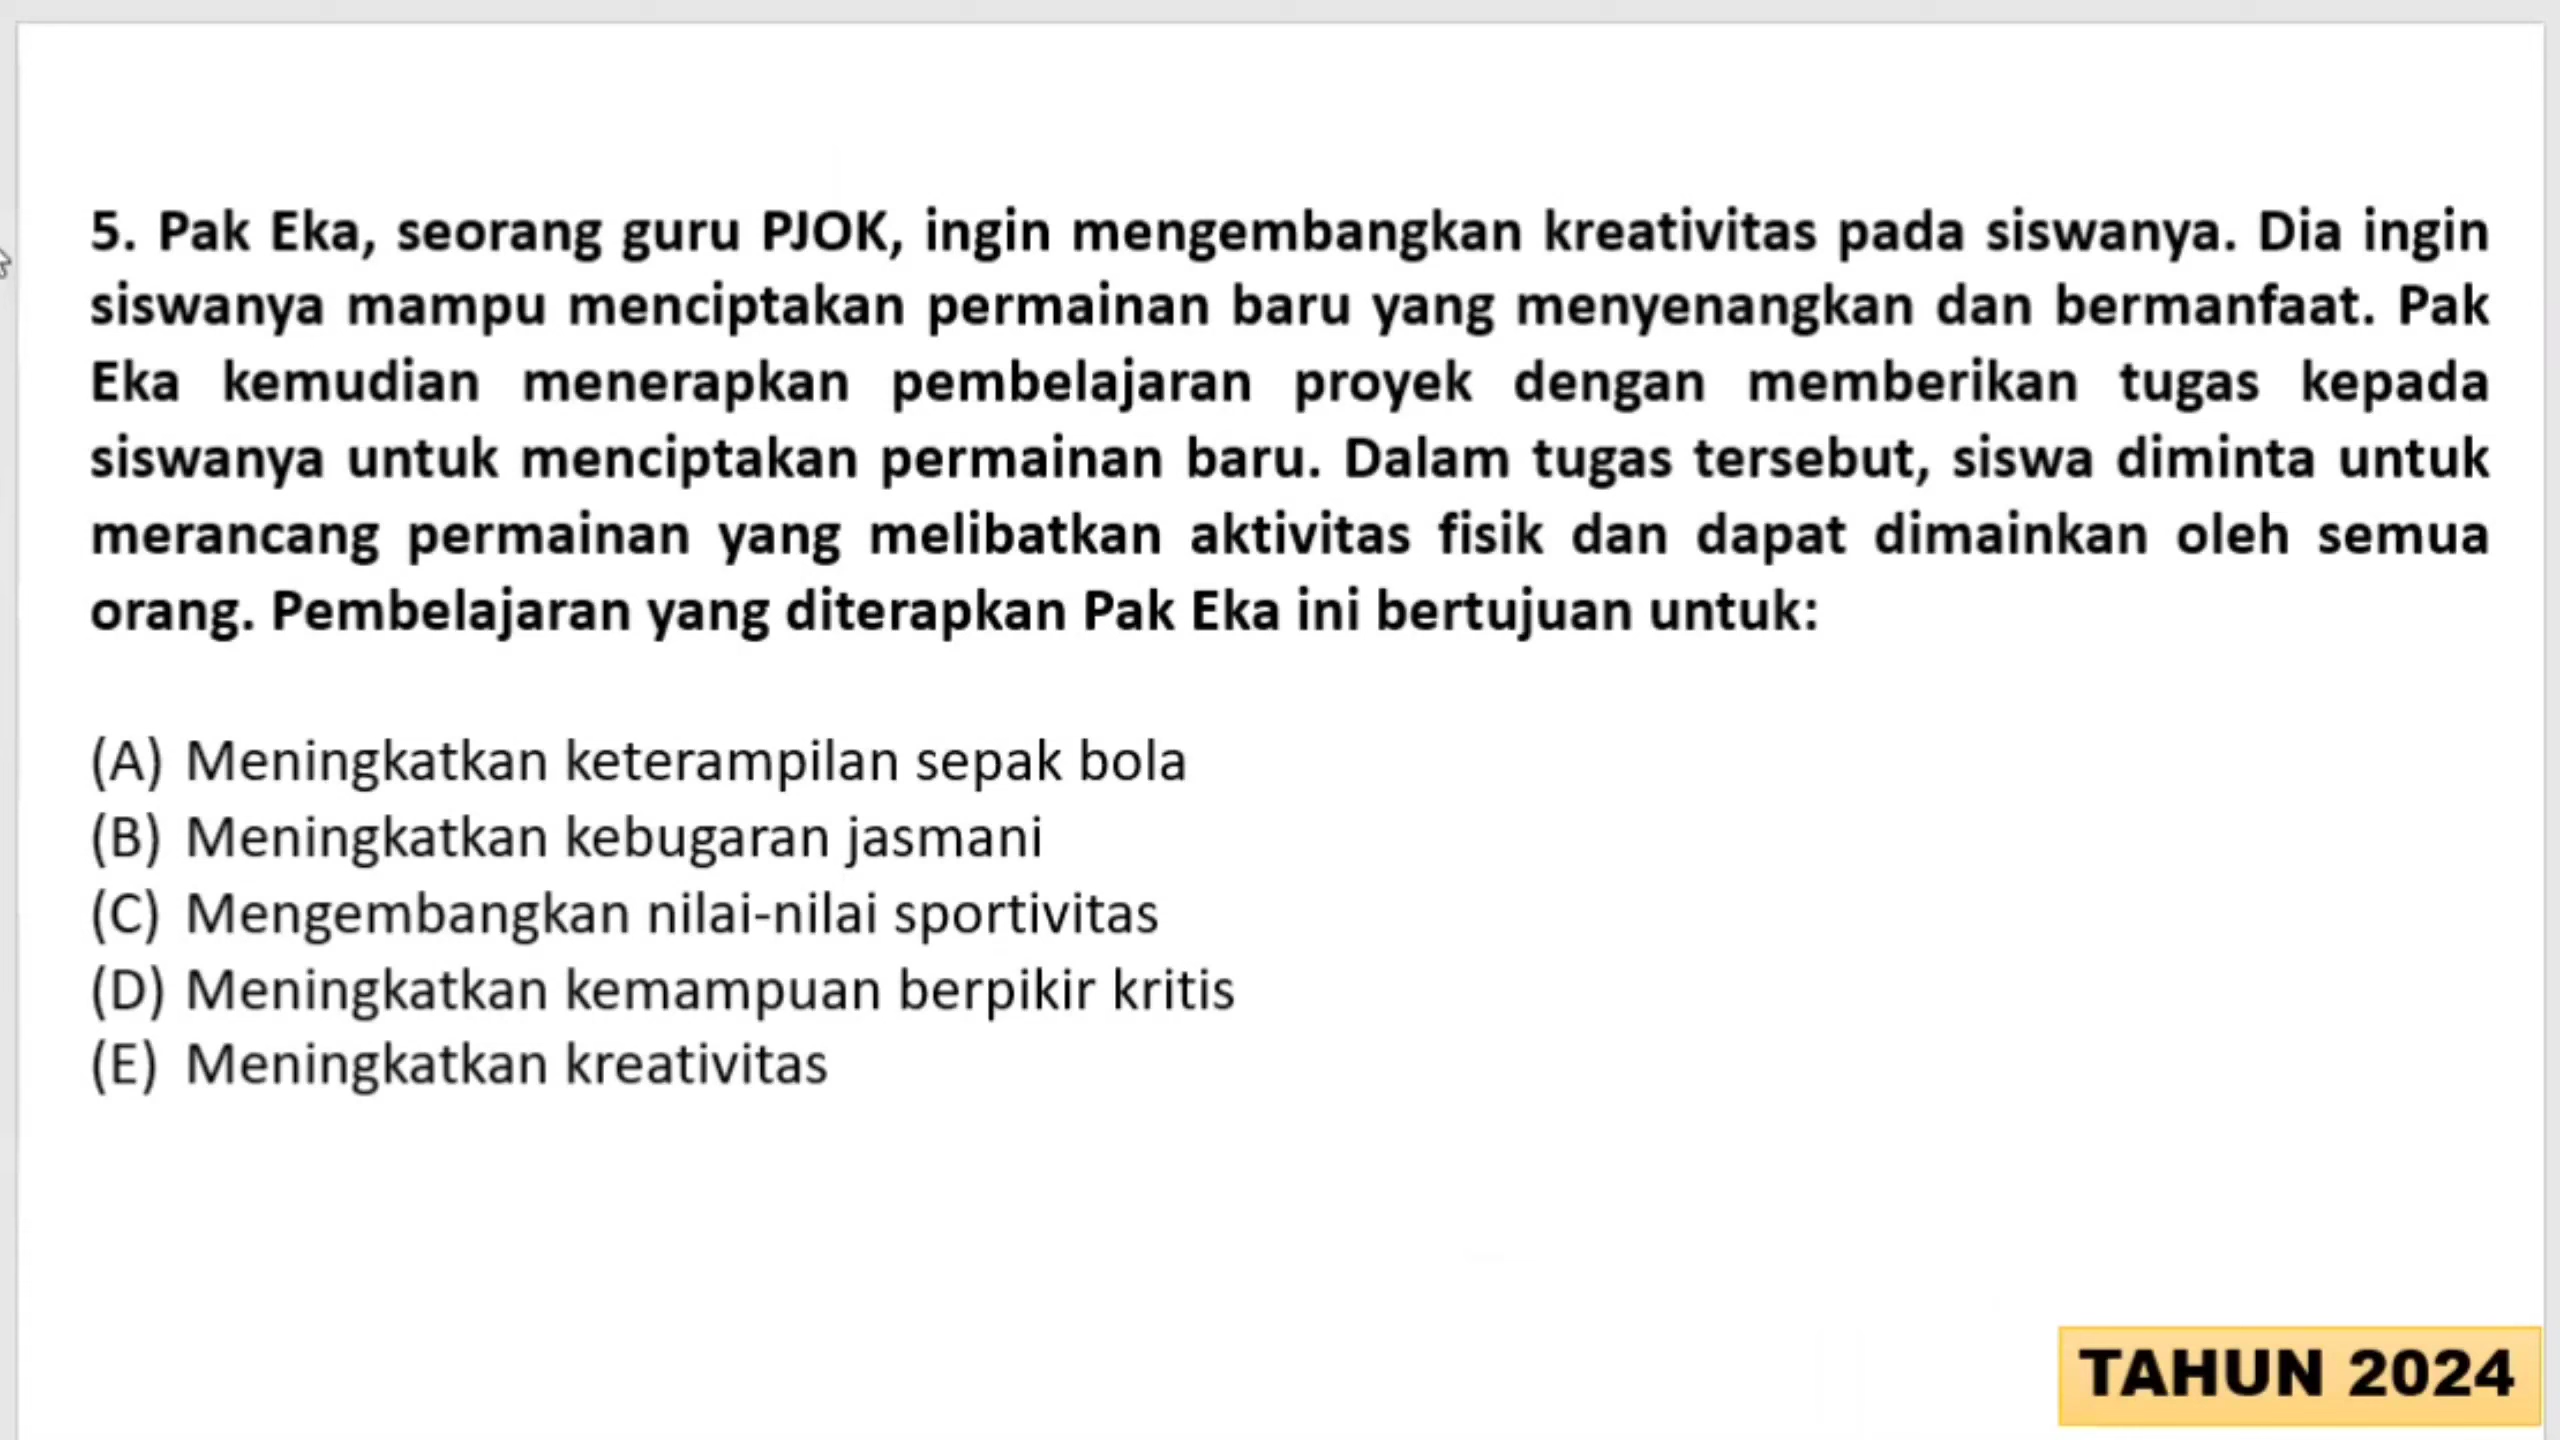 5. Pak Eka, seorang guru PJOK, ingin mengembangkan kreativitas pada siswanya. Dia ingin
siswanya mampu menciptakan permainan baru yang menyenangkan dan bermanfaat. Pak
Eka kemudian menerapkan pembelajaran proyek dengan memberikan tugas kepada
siswanya untuk menciptakan permainan baru. Dalam tugas tersebut, siswa diminta untuk
merancang permainan yang melibatkan aktivitas fisik dan dapat dimainkan oleh semua
orang. Pembelajaran yang diterapkan Pak Eka ini bertujuan untuk:
(A) Meningkatkan keterampilan sepak bola
(B) Meningkatkan kebugaran jasmani
(C) Mengembangkan nilai-nilai sportivitas
(D) Meningkatkan kemampuan berpikir kritis
(E) Meningkatkan kreativitas
TAHUN 2024